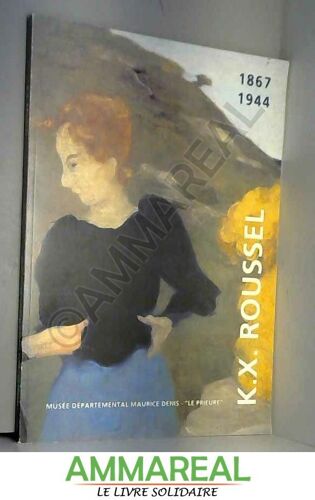 1867
1944
K.X. ROUSSEL
©AMMAREAL
MUSÉE DÉPARTEMENTAL MAURICE DENIS - "LE PRIEURÉ"
AMMAREAL
LE LIVRE SOLIDAIRE